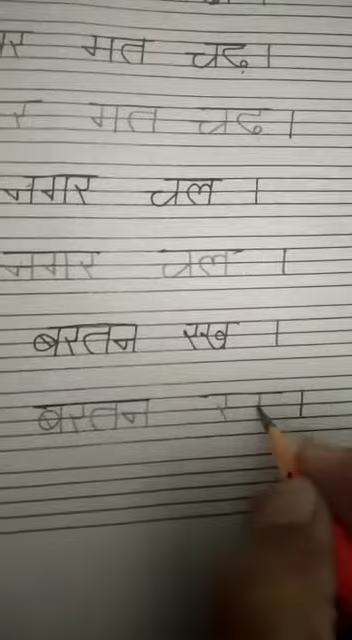 र मत चढ़।
र मत चढ।
नगर चल ।
नगर चल ।
बरतन रख ।
बरतन र ।